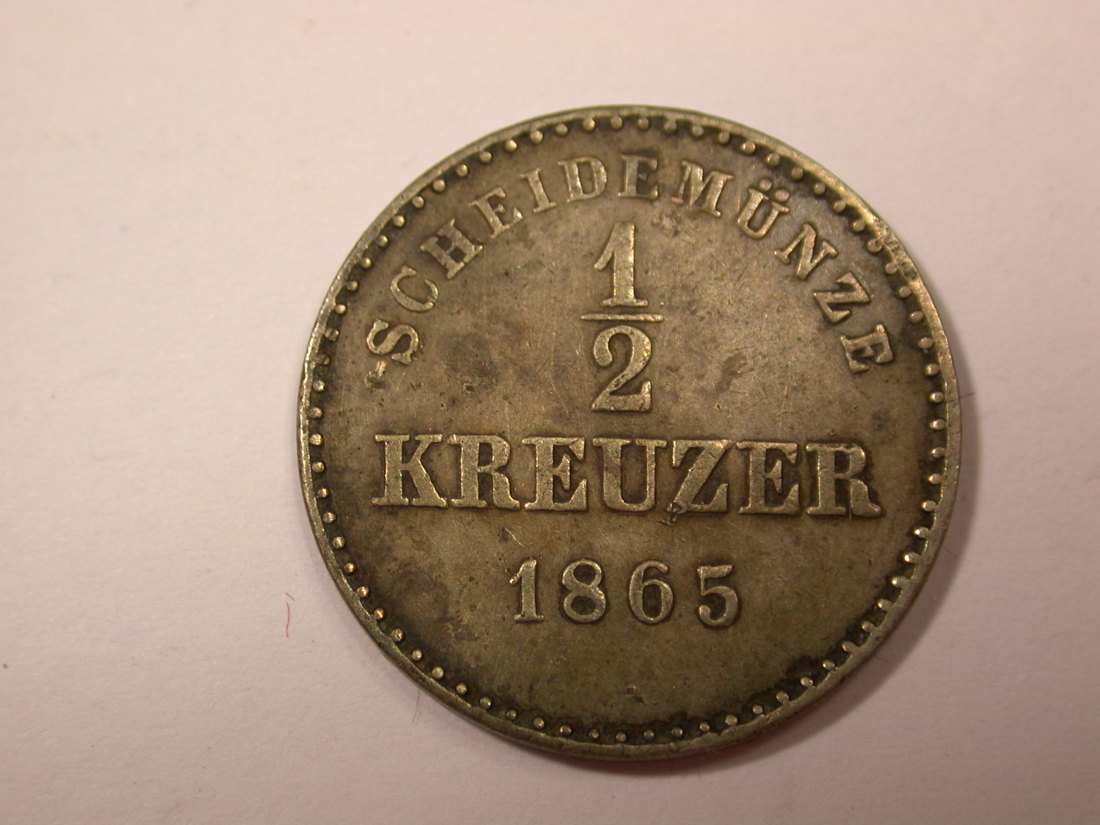 SCHEIDEMÜNZE
1/2
KREUZER
1865